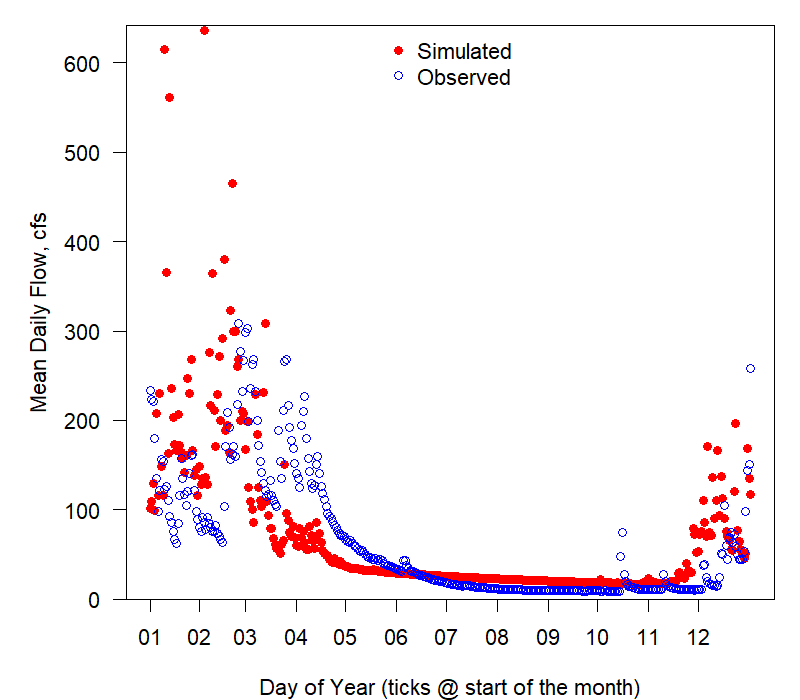 Simulated
Observed
600
500
400
300
200
100
0
Mean Daily Flow, cfs
01 02 03 04 05 06 07 08 09 10 11 12
Day of Year (ticks @ start of the month)